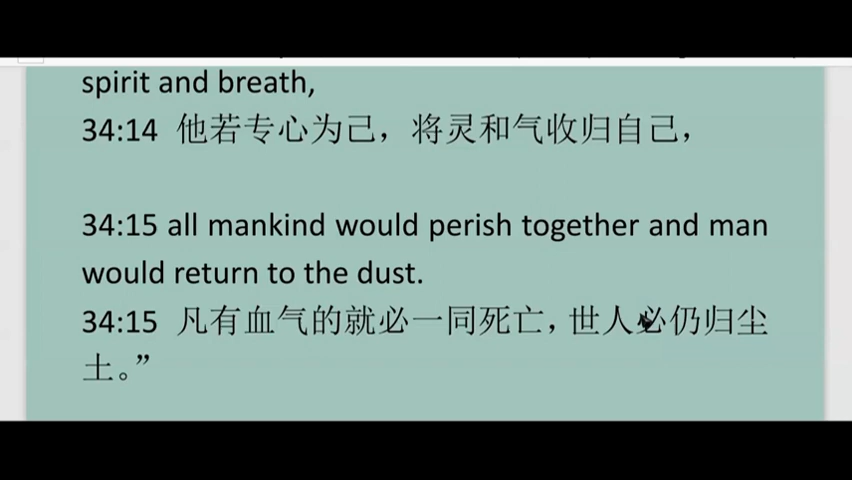 spirit and breath,
34:14 他若专心为己，将灵和气收归自己，
34:15 all mankind would perish together and man
would return to the dust.
34:15 凡有血气的就必一同死亡，世人必仍归尘
土。”